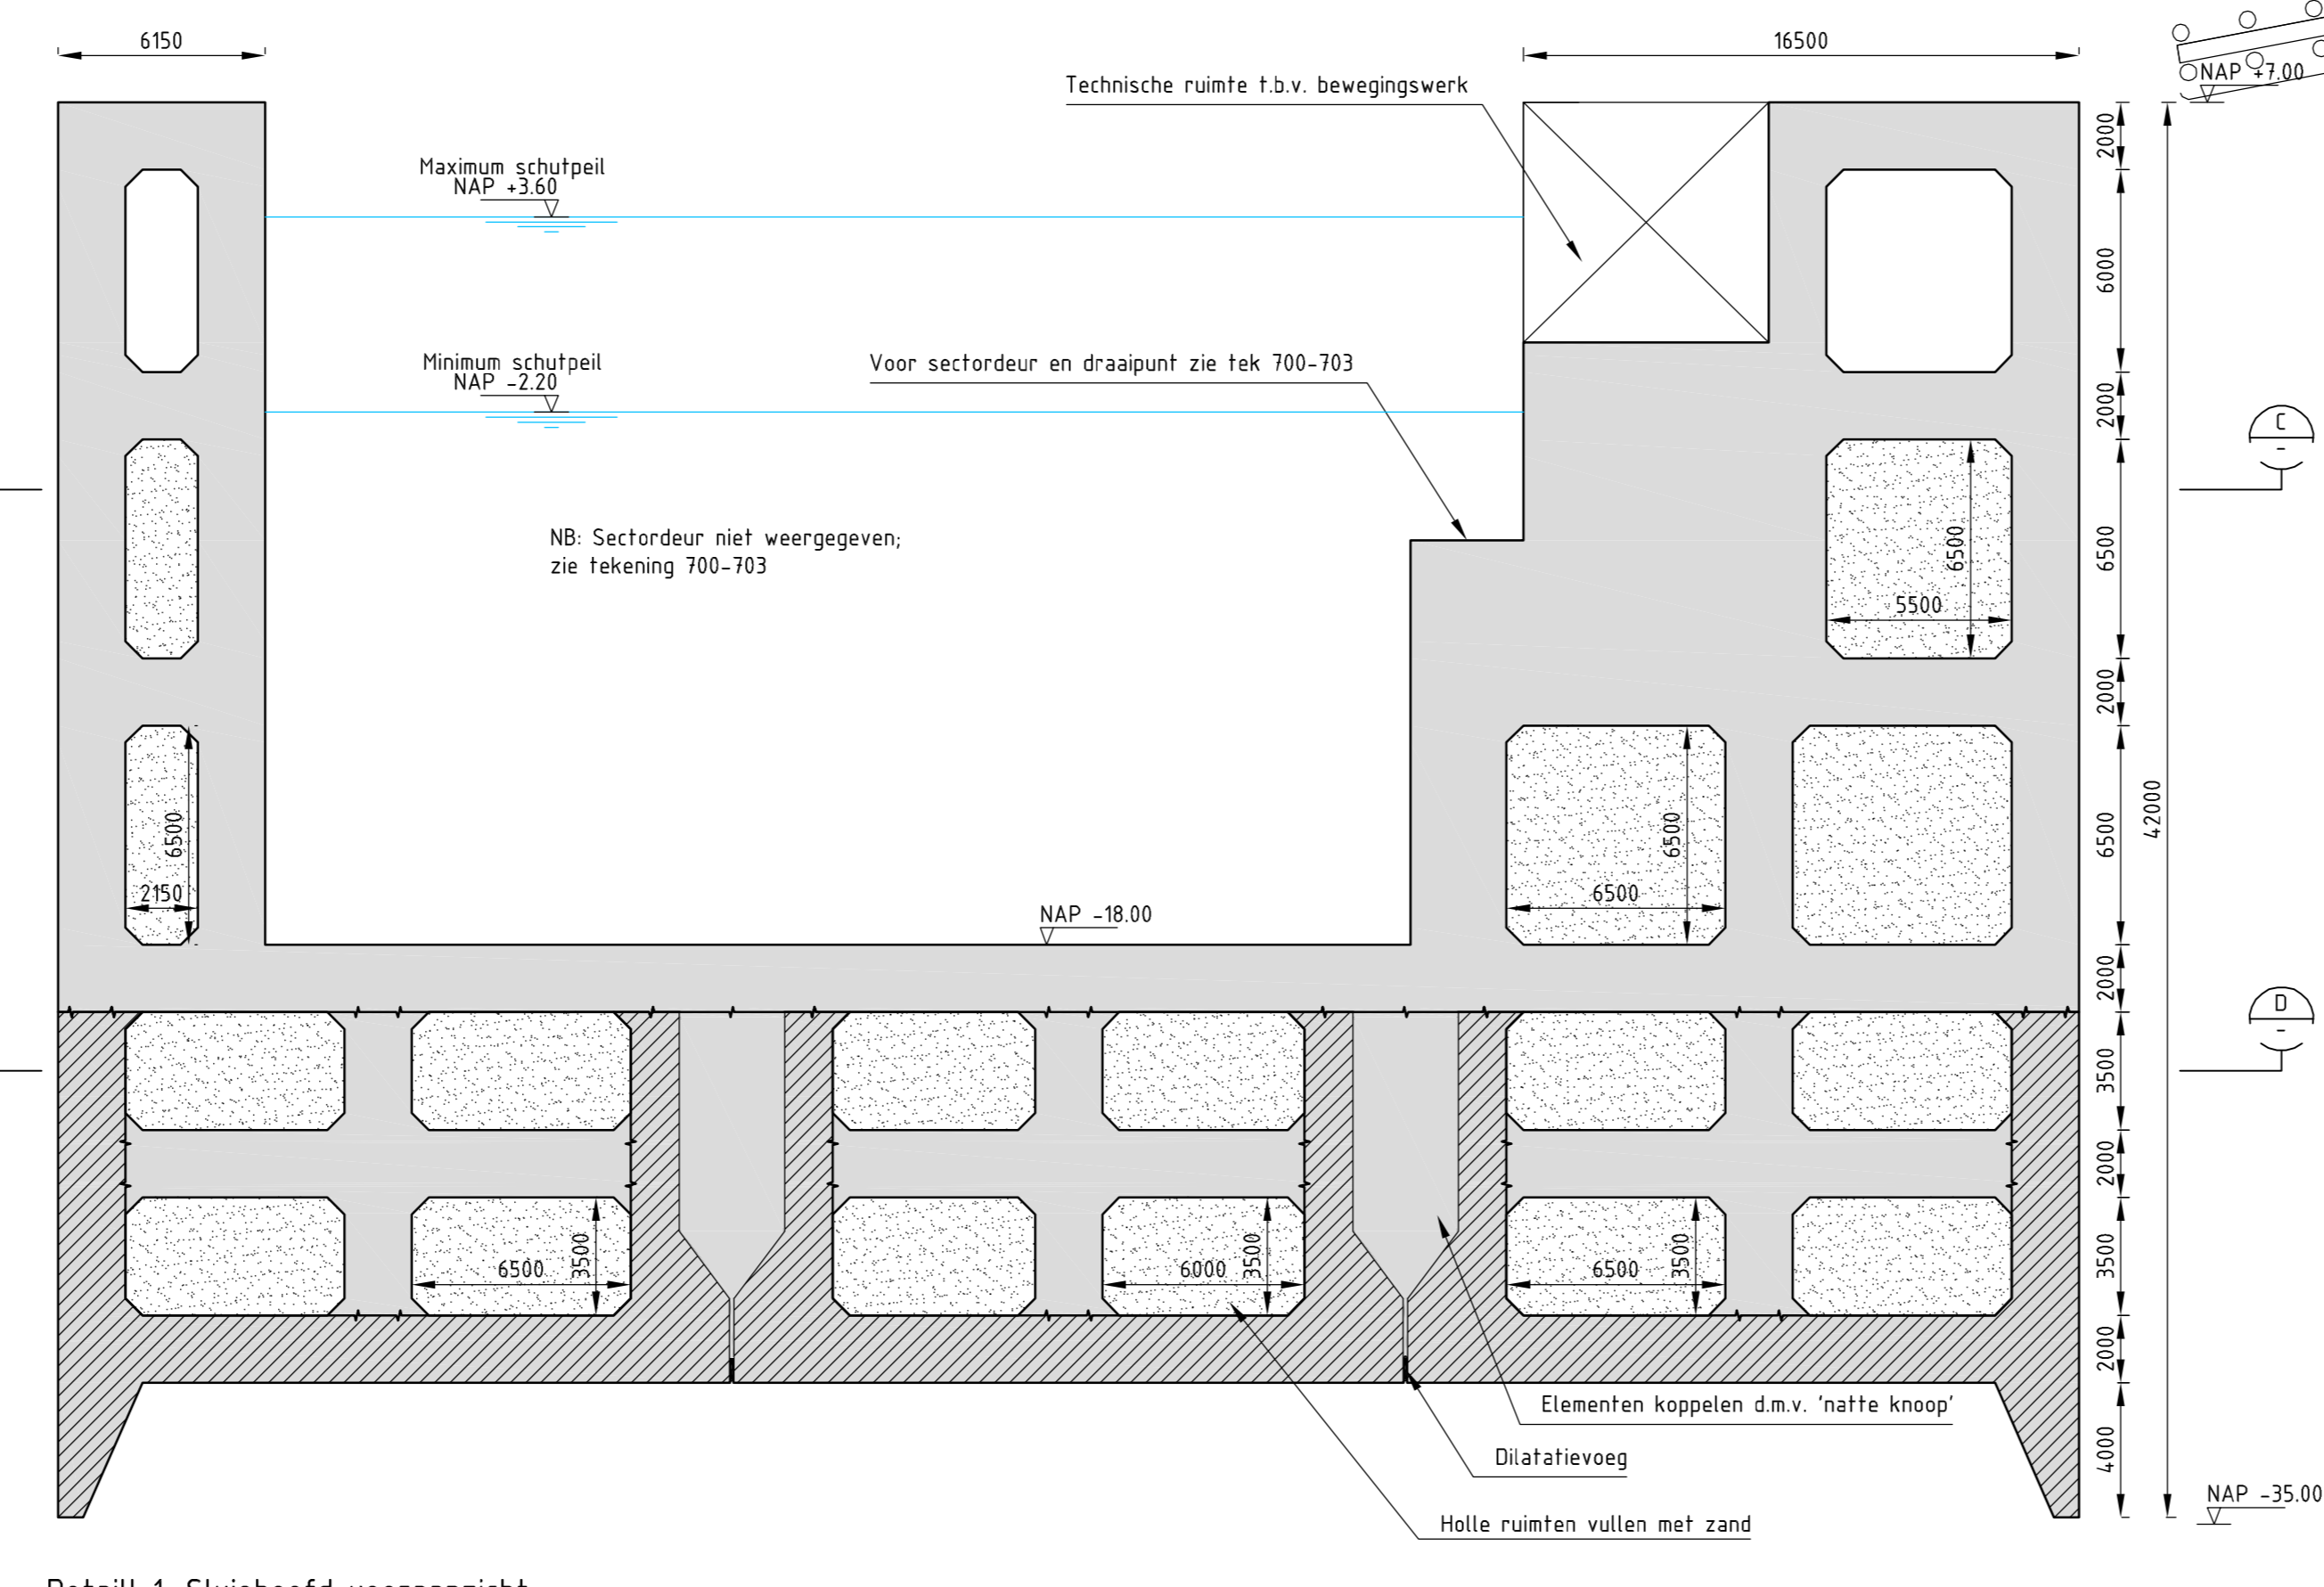 6150
16500
NAP +7.00
Technische ruimte t.b.v. bewegingswerk
2000
Maximum schutpeil
NAP +3.60
6000
Minimum schutpeil
NAP -2.20
Voor sectordeur en draaipunt zie tek 700-703
2000
C
-
NB: Sectordeur niet weergegeven;
zie tekening 700-703
6500
5500
6500
2000
6500
2150
6500
6500
6500
42000
NAP -18.00
2000
D
-
3500
2000
6500
3500
6000
3500
6500
3500
3500
2000
Elementen koppelen d.m.v. 'natte knoop'
Dilatatievoeg
4000
NAP -35.00
Holle ruimten vullen met zand